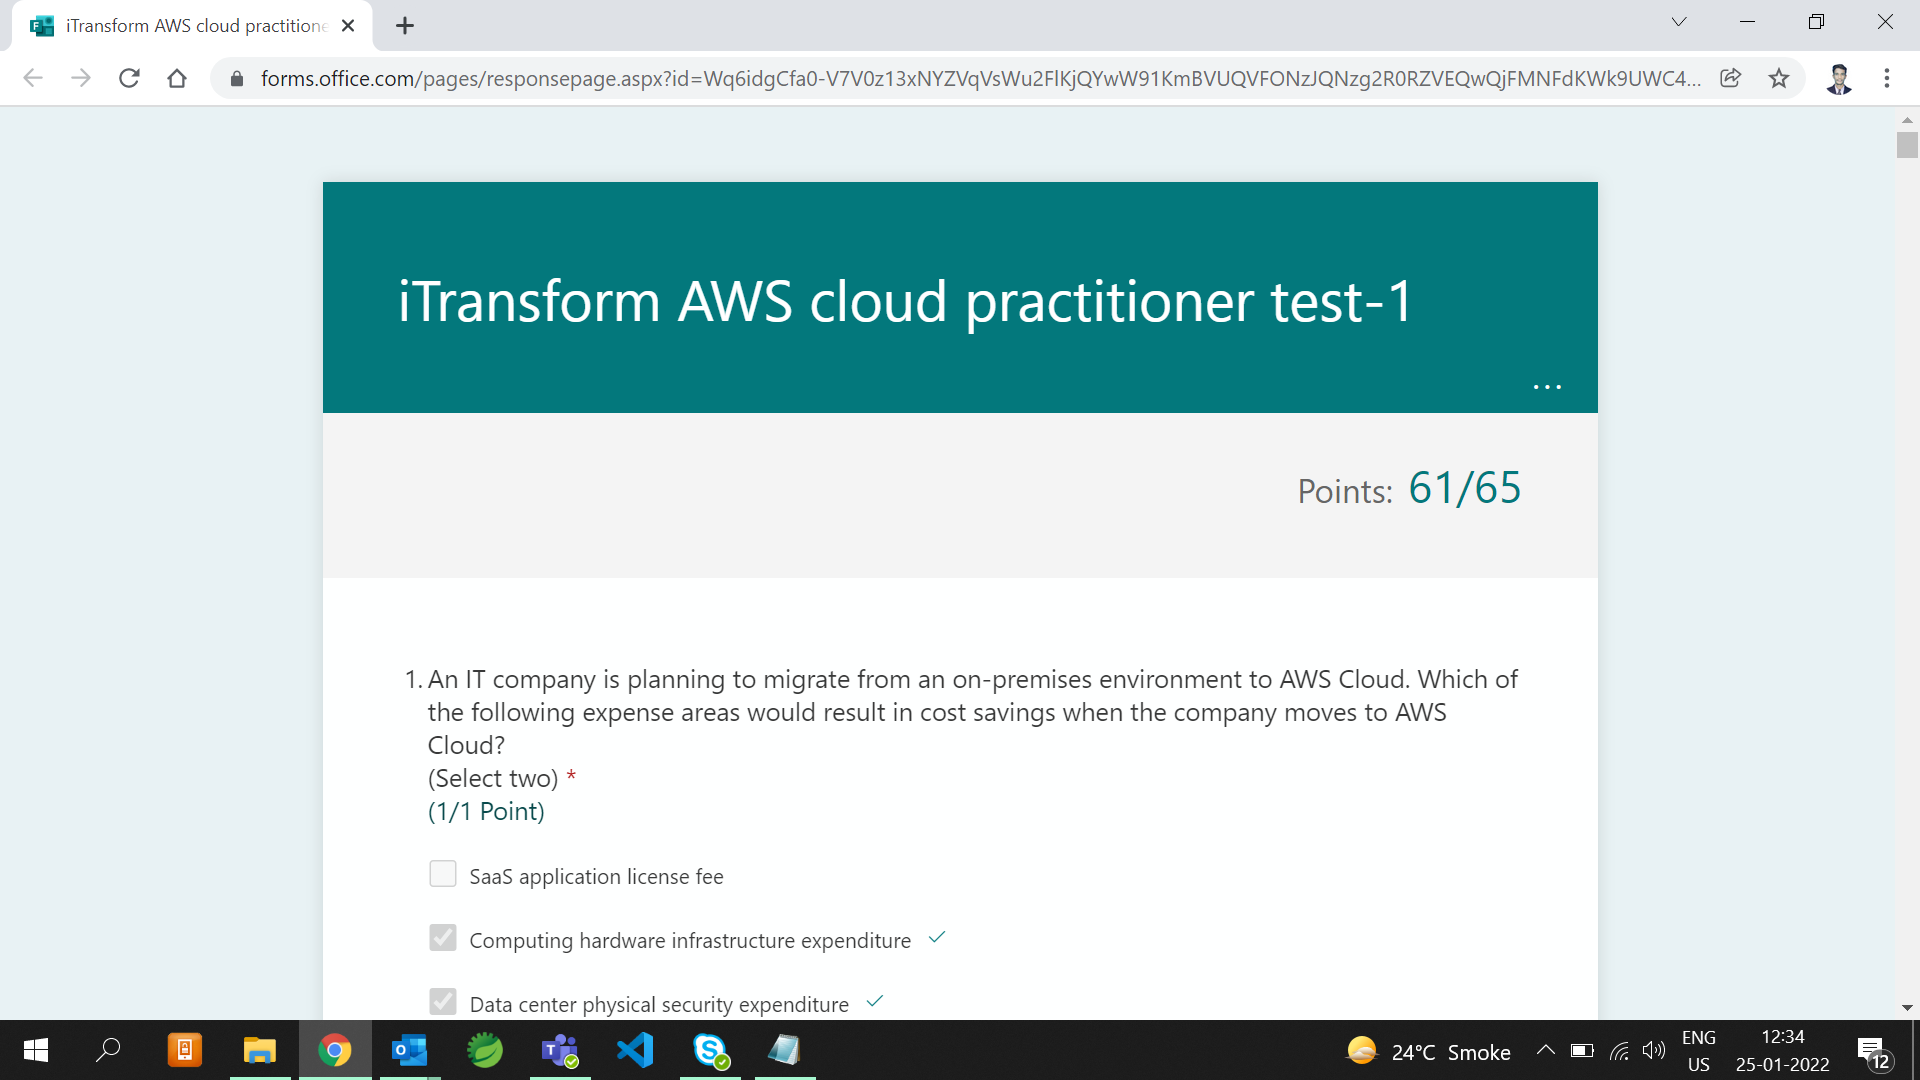 iTransform AWS cloud practitione
forms.office.com/pages/responsepage.aspx?id=Wq6idgCfa0-V7V0z13xNYZVqVsWu2FlKjQYwW91KmBVUQVFONzJQNzg2R0RZVEQwQjFMNFdKWk9UWC4...
iTransform AWS cloud practitioner test-1
...
Points: 61/65
1. An IT company is planning to migrate from an on-premises environment to AWS Cloud. Which of
the following expense areas would result in cost savings when the company moves to AWS
Cloud?
(Select two) *
(1/1 Point)
SaaS application license fee
Computing hardware infrastructure expenditure
Data center physical security expenditure
24°C Smoke
ENG
US
12:34
25-01-2022
12